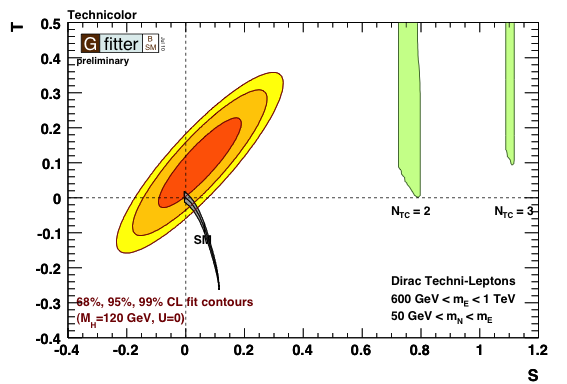 Technicolor
T
0.5
0.4
0.3
0.2
0.1
0
-0.1
-0.2
-0.3
-0.4
G fitter B SM Jul 10
preliminary
SM
N_TC = 2
N_TC = 3
68%, 95%, 99% CL fit contours
(M_H=120 GeV, U=0)
Dirac Techni-Leptons
600 GeV < m_E < 1 TeV
50 GeV < m_N < m_E
-0.4 -0.2 0 0.2 0.4 0.6 0.8 1 1.2
S